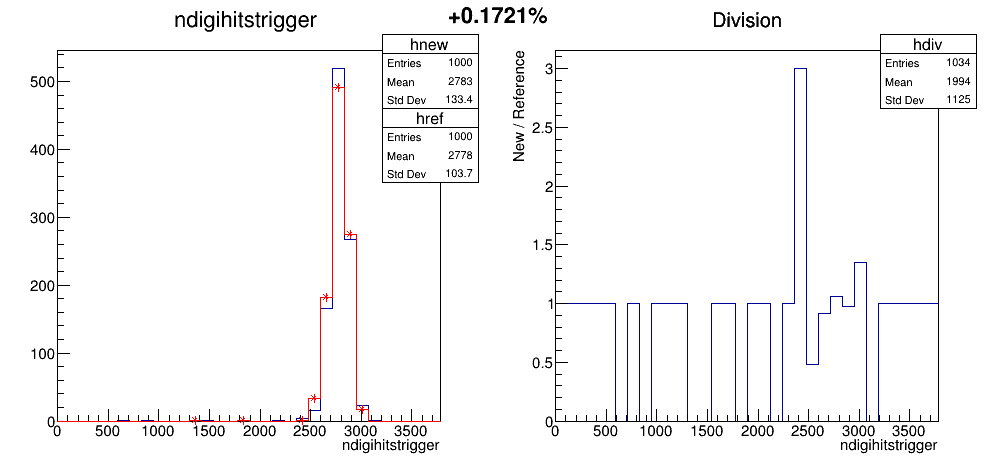 ndigihitstrigger
+0.1721%
Division
hnew
Entries 1000
Mean 2783
Std Dev 133.4
href
Entries 1000
Mean 2778
Std Dev 103.7
500
400
300
200
100
0
0 500 1000 1500 2000 2500 3000 3500
ndigihitstrigger
hdiv
Entries 1034
Mean 1994
Std Dev 1125
New / Reference
3
2.5
2
1.5
1
0.5
0
0 500 1000 1500 2000 2500 3000 3500
ndigihitstrigger